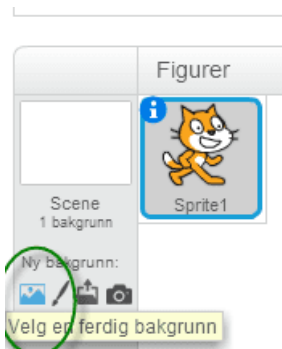 Figurer
Sprite1
Scene
1 bakgrunn
Ny bakgrunn:
Velg en ferdig bakgrunn